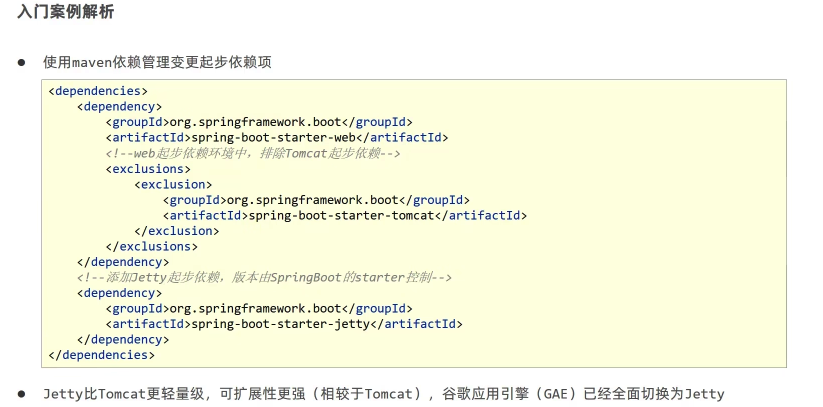 入门案例解析
● 使用maven依赖管理变更起步依赖项
<dependencies>
    <dependency>
        <groupId>org.springframework.boot</groupId>
        <artifactId>spring-boot-starter-web</artifactId>
        <!--web起步依赖环境中，排除Tomcat起步依赖-->
        <exclusions>
            <exclusion>
                <groupId>org.springframework.boot</groupId>
                <artifactId>spring-boot-starter-tomcat</artifactId>
            </exclusion>
        </exclusions>
    </dependency>
    <!--添加Jetty起步依赖，版本由SpringBoot的starter控制-->
    <dependency>
        <groupId>org.springframework.boot</groupId>
        <artifactId>spring-boot-starter-jetty</artifactId>
    </dependency>
</dependencies>
● Jetty比Tomcat更轻量级，可扩展性更强（相较于Tomcat），谷歌应用引擎（GAE）已经全面切换为Jetty